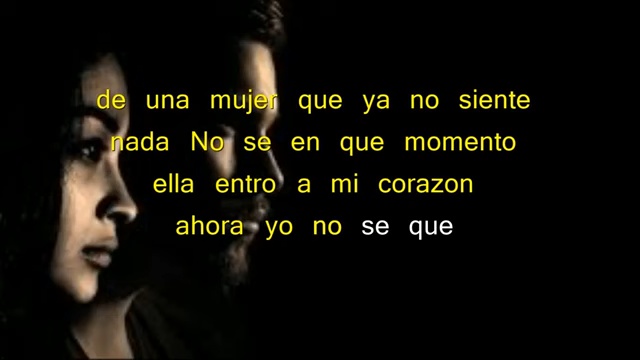 de una mujer que ya no siente
nada No se en que momento
ella entro a mi corazon
ahora yo no se que